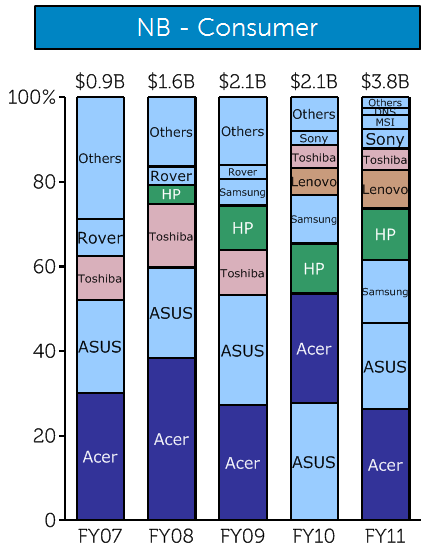 NB - Consumer
$0.9B $1.6B $2.1B $2.1B $3.8B
100%
80
60
40
20
0
Others
Rover
Toshiba
ASUS
Acer
Others
Rover
HP
Toshiba
ASUS
Acer
Others
Rover
Samsung
HP
Toshiba
ASUS
Acer
Others
Sony
Toshiba
Lenovo
Samsung
HP
Acer
ASUS
Others
DNS
MSI
Sony
Toshiba
Lenovo
HP
Samsung
ASUS
Acer
FY07 FY08 FY09 FY10 FY11